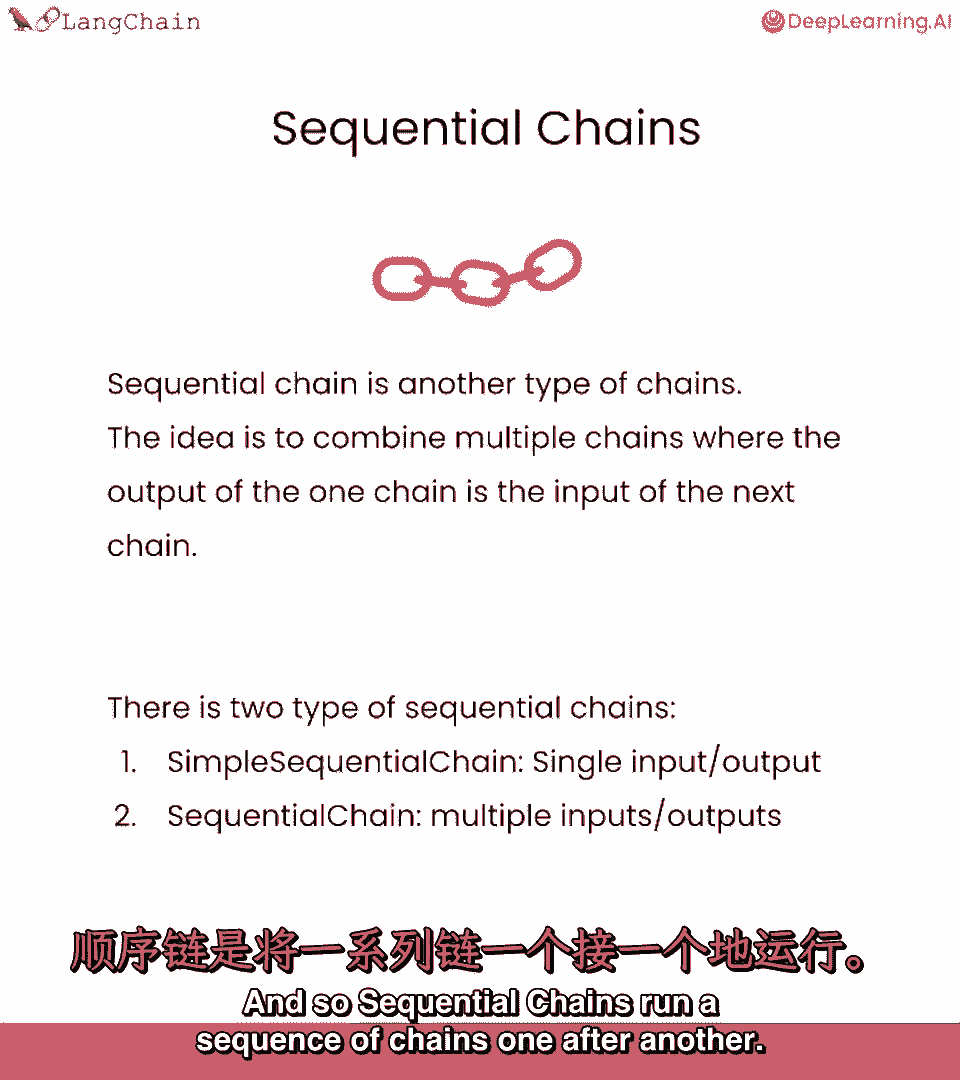 LangChain
DeepLearning.AI
Sequential Chains
Sequential chain is another type of chains.
The idea is to combine multiple chains where the
output of the one chain is the input of the next
chain.
There is two type of sequential chains:
1. SimpleSequentialChain: Single input/output
2. SequentialChain: multiple inputs/outputs
顺序链是将一系列链一个接一个地运行。
And so Sequential Chains run a
sequence of chains one after another.